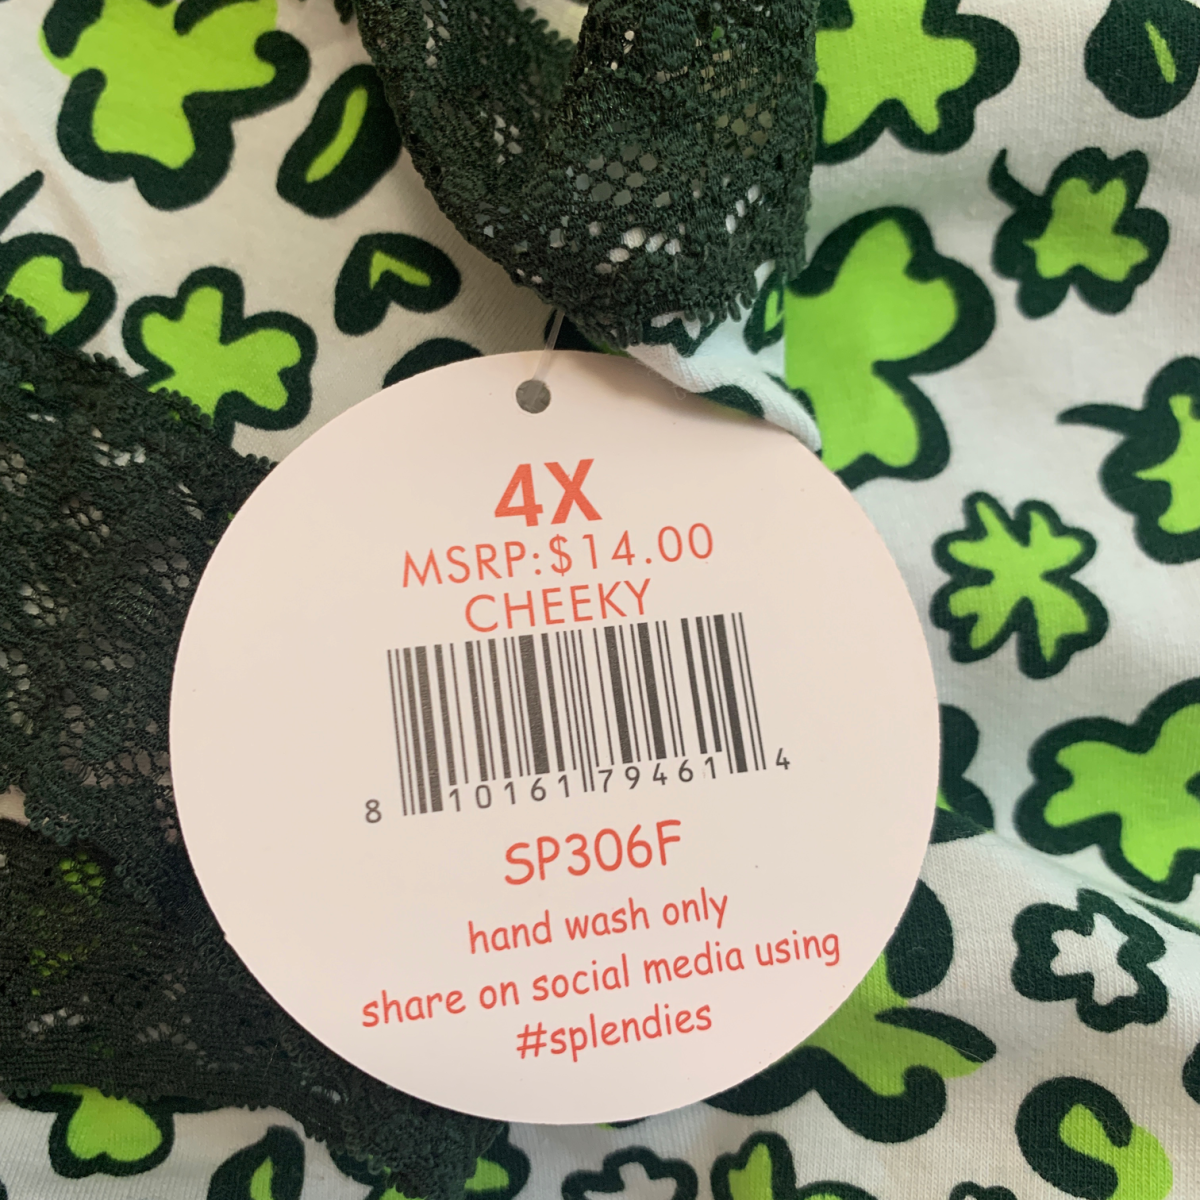 4X
MSRP:$14.00
CHEEKY
8 10161 79461 4
SP306F
hand wash only
share on social media using
#splendies